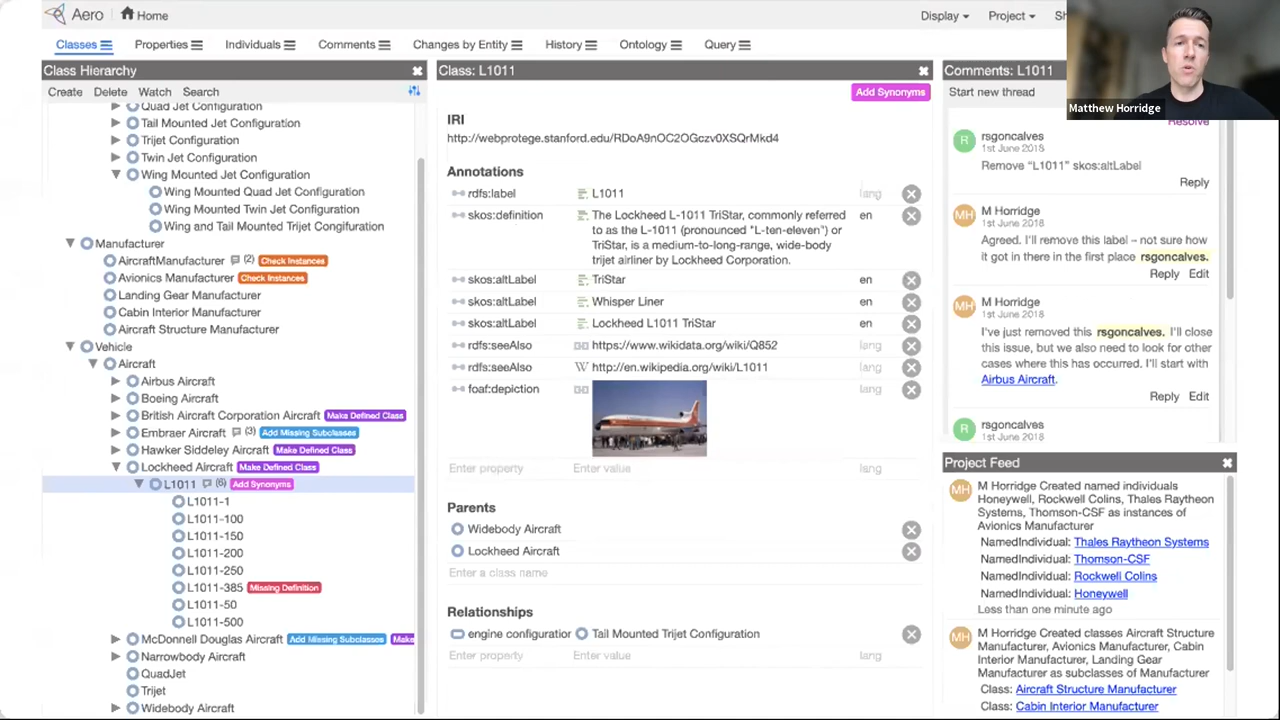 Aero Home Display Project
Classes Properties Individuals Comments Changes by Entity History Ontology Query
Class Hierarchy
Create Delete Watch Search
Quad Jet Configuration
Tail Mounted Jet Configuration
Trijet Configuration
Twin Jet Configuration
Wing Mounted Jet Configuration
Wing Mounted Quad Jet Configuration
Wing Mounted Twin Jet Configuration
Wing and Tail Mounted Trijet Congifuration
Manufacturer
AircraftManufacturer (2) Check Instances
Avionics Manufacturer Check Instances
Landing Gear Manufacturer
Cabin Interior Manufacturer
Aircraft Structure Manufacturer
Vehicle
Aircraft
Airbus Aircraft
Boeing Aircraft
British Aircraft Corporation Aircraft Make Defined Class
Embraer Aircraft (3) Add Missing Subclasses
Hawker Siddeley Aircraft Make Defined Class
Lockheed Aircraft Make Defined Class
L1011 (6) Add Synonyms
L1011-1
L1011-100
L1011-150
L1011-200
L1011-250
L1011-385 Missing Definition
L1011-50
L1011-500
McDonnell Douglas Aircraft Add Missing Subclasses Make
Narrowbody Aircraft
QuadJet
Trijet
Widebody Aircraft
Class: L1011
Add Synonyms
IRI
http://webprotege.stanford.edu/RDoA9nOC2OGczv0XSQrMkd4
Annotations
rdfs:label L1011 lang
skos:definition The Lockheed L-1011 TriStar, commonly referred en
to as the L-1011 (pronounced "L-ten-eleven") or
TriStar, is a medium-to-long-range, wide-body
trijet airliner by Lockheed Corporation.
skos:altLabel TriStar en
skos:altLabel Whisper Liner en
skos:altLabel Lockheed L1011 TriStar en
rdfs:seeAlso https://www.wikidata.org/wiki/Q852 lang
rdfs:seeAlso W http://en.wikipedia.org/wiki/L1011 lang
foaf:depiction lang
Enter property Enter value lang
Parents
Widebody Aircraft
Lockheed Aircraft
Enter a class name
Relationships
engine configuration Tail Mounted Trijet Configuration
Enter property Enter value lang
Comments: L1011
Start new thread
Resolve
R rsgoncalves
1st June 2018
Remove “L1011” skos:altLabel
Reply
MH M Horridge
1st June 2018
Agreed. I'll remove this label – not sure how
it got in there in the first place rsgoncalves.
Reply Edit
MH M Horridge
1st June 2018
I've just removed this rsgoncalves. I'll close
this issue, but we also need to look for other
cases where this has occurred. I'll start with
Airbus Aircraft.
Reply Edit
R rsgoncalves
1st June 2018
Project Feed
MH M Horridge Created named individuals
Honeywell, Rockwell Colins, Thales Raytheon
Systems, Thomson-CSF as instances of
Avionics Manufacturer
NamedIndividual: Thales Raytheon Systems
NamedIndividual: Thomson-CSF
NamedIndividual: Rockwell Colins
NamedIndividual: Honeywell
Less than one minute ago
MH M Horridge Created classes Aircraft Structure
Manufacturer, Avionics Manufacturer, Cabin
Interior Manufacturer, Landing Gear
Manufacturer as subclasses of Manufacturer
Class: Aircraft Structure Manufacturer
Class: Cabin Interior Manufacturer
Matthew Horridge